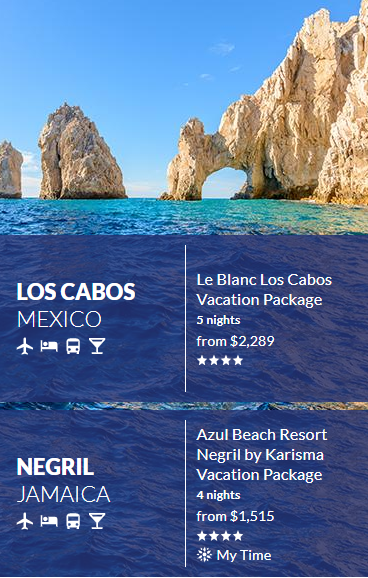 LOS CABOS
MEXICO
Le Blanc Los Cabos
Vacation Package
5 nights
from $2,289
NEGRIL
JAMAICA
Azul Beach Resort
Negril by Karisma
Vacation Package
4 nights
from $1,515
My Time